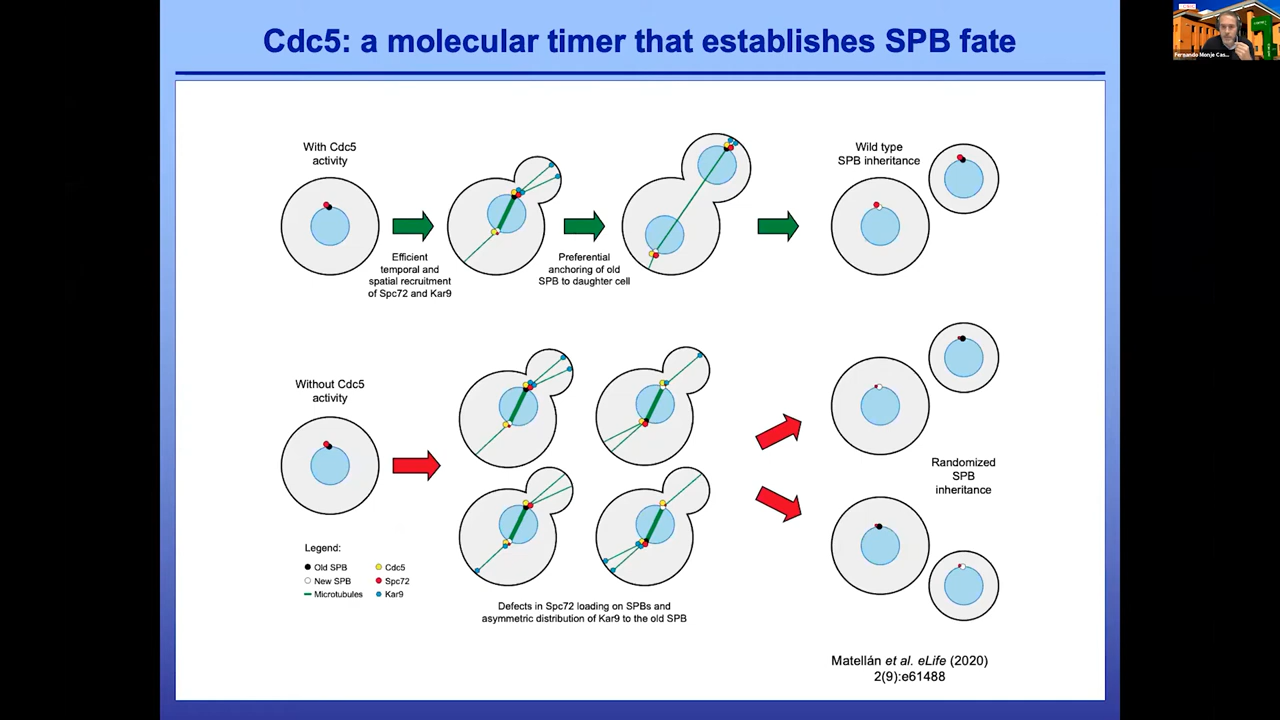 Cdc5: a molecular timer that establishes SPB fate
Fernando Monje Cas...
With Cdc5
activity
Efficient
temporal and
spatial recruitment
of Spc72 and Kar9
Preferential
anchoring of old
SPB to daughter cell
Wild type
SPB inheritance
Without Cdc5
activity
Randomized
SPB
inheritance
Legend:
Old SPB
Cdc5
New SPB
Spc72
Microtubules
Kar9
Defects in Spc72 loading on SPBs and
asymmetric distribution of Kar9 to the old SPB
Matellán et al. eLife (2020)
2(9):e61488